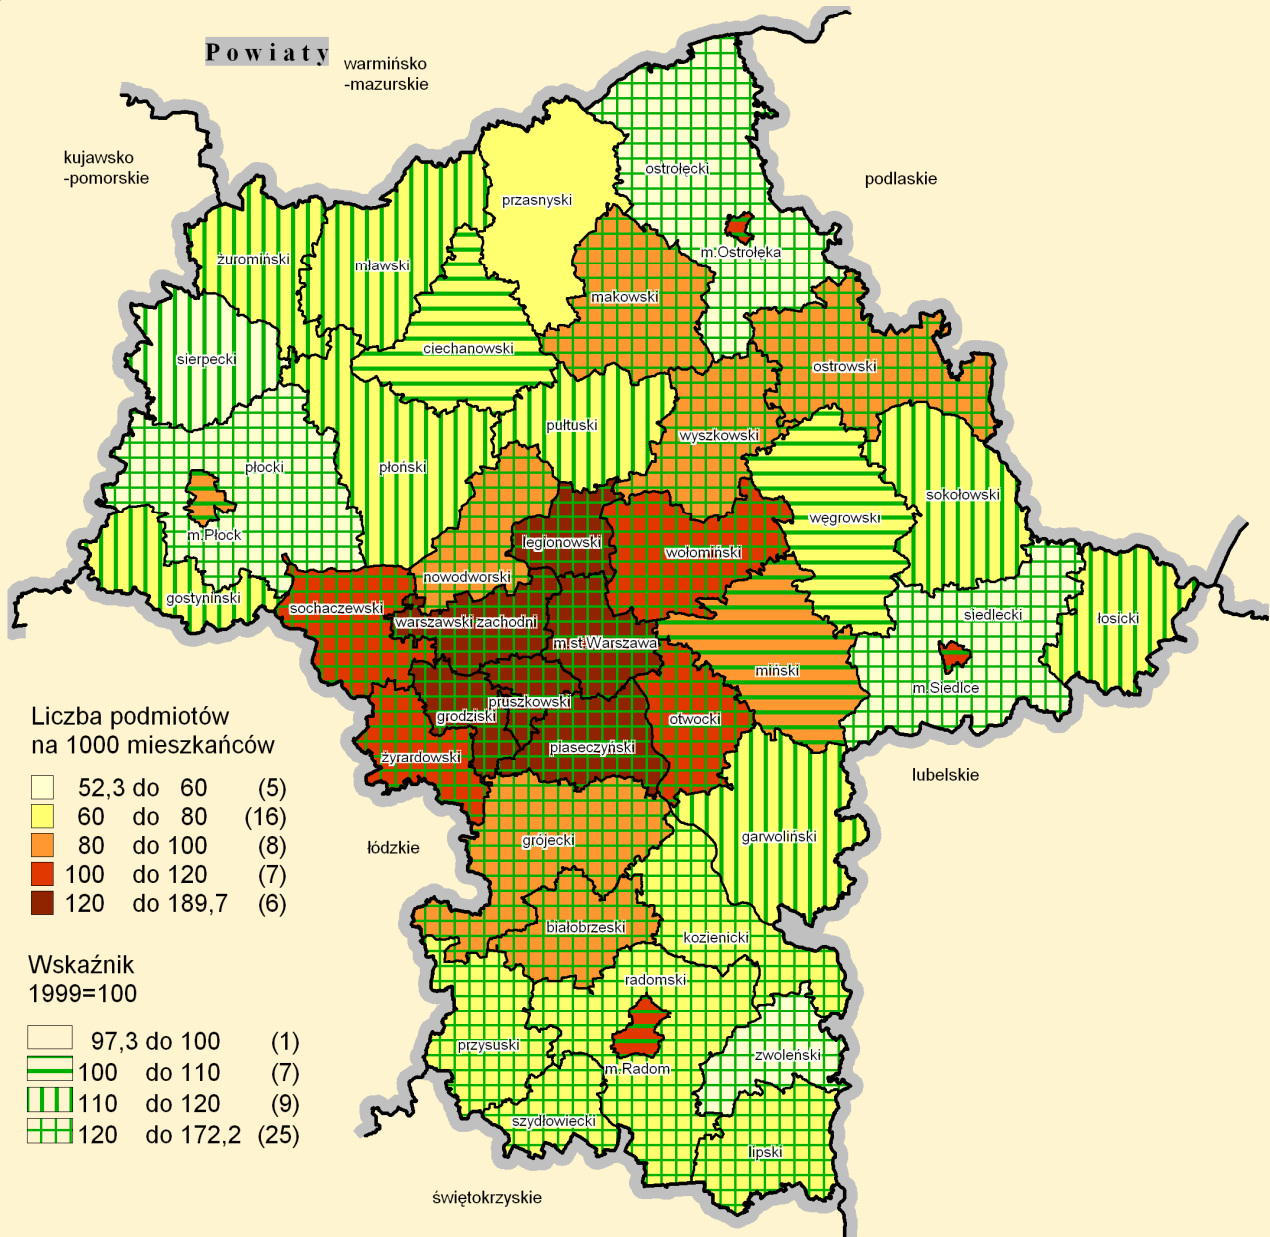 Powiaty
warmińsko
-mazurskie
kujawsko
-pomorskie
podlaskie
ostrołęcki
przasnyski
m.Ostrołęka
żuromiński
mławski
makowski
ciechanowski
sierpecki
ostrowski
pułtuski
wyszkowski
płocki
płoński
sokołowski
węgrowski
m.Płock
legionowski
wołomiński
nowodworski
gostyniński
sochaczewski
siedlecki
łosicki
warszawski zachodni
m.st.Warszawa
miński
m.Siedlce
pruszkowski
grodziski
otwocki
piaseczyński
żyrardowski
lubelskie
garwoliński
grójecki
łódzkie
białobrzeski
kozienicki
radomski
przysuski
zwoleński
m.Radom
szydłowiecki
lipski
świętokrzyskie
Liczba podmiotów
na 1000 mieszkańców
52,3 do 60 (5)
60 do 80 (16)
80 do 100 (8)
100 do 120 (7)
120 do 189,7 (6)
Wskaźnik
1999=100
97,3 do 100 (1)
100 do 110 (7)
110 do 120 (9)
120 do 172,2 (25)